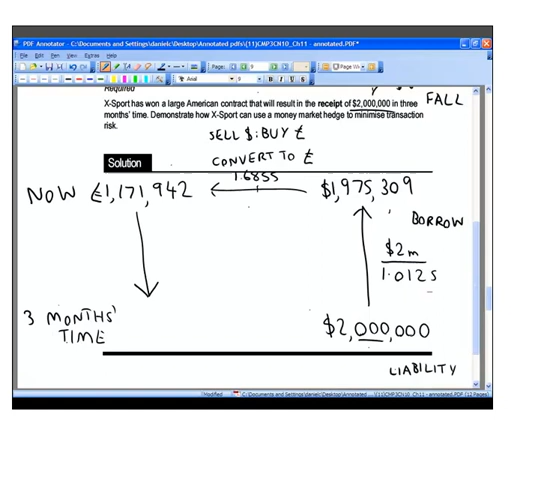 PDF Annotator - C:\Documents and Settings\danielc\Desktop\Annotated pdfs\(11)CMP3CN10_Ch11 - annotated.PDF*
File Edit Pen View Extras Help
Page: 9
Arial 9
Required
X-Sport has won a large American contract that will result in the receipt of $2,000,000 in three
FALL
months' time. Demonstrate how X-Sport can use a money market hedge to minimise transaction
risk.
SELL $: BUY £
Solution
CONVERT TO £
1.6855
NOW £1,171,942
$1,975,309
BORROW
$2m
1.0125
3 MONTHS'
TIME
$2,000,000
LIABILITY
Modified C:\Documents and Settings\danielc\Desktop\Annotated ...\(11)CMP3CN10_Ch11 - annotated.PDF (12 Pages)